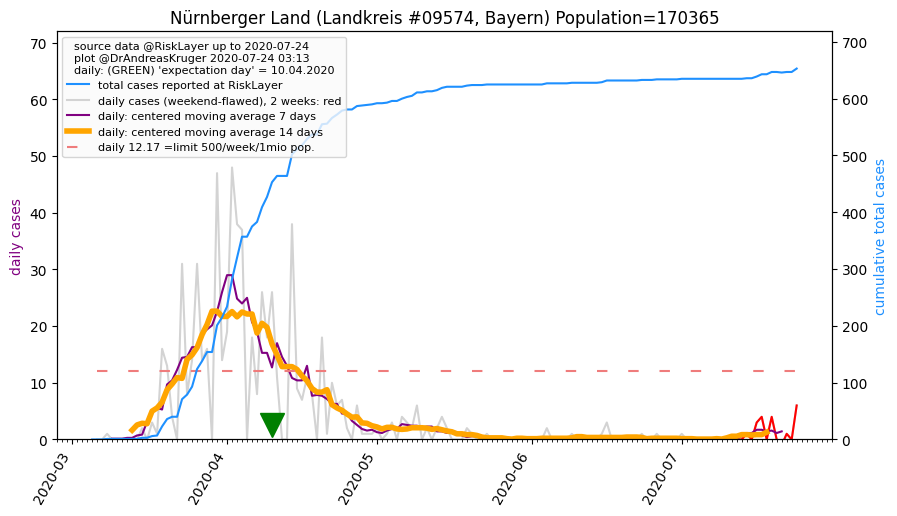 Nürnberger Land (Landkreis #09574, Bayern) Population=170365
source data @RiskLayer up to 2020-07-24
plot @DrAndreasKruger 2020-07-24 03:13
daily: (GREEN) 'expectation day' = 10.04.2020
total cases reported at RiskLayer
daily cases (weekend-flawed), 2 weeks: red
daily: centered moving average 7 days
daily: centered moving average 14 days
daily 12.17 =limit 500/week/1mio pop.
daily cases
70
60
50
40
30
20
10
0
700
600
500
400
300
200
100
0
cumulative total cases
2020-03
2020-04
2020-05
2020-06
2020-07